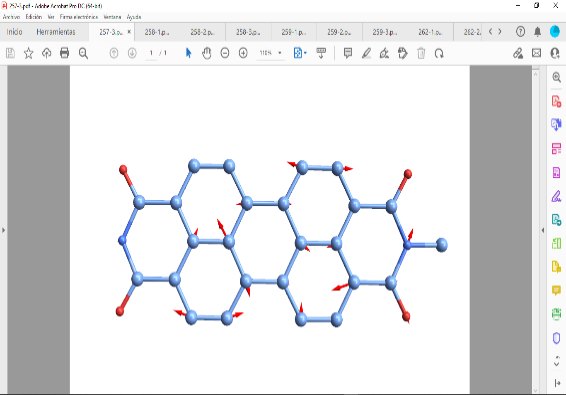 257-3.pdf - Adobe Acrobat Pro DC (64-bit)
Archivo Edición Ver Firma electrónica Ventana Ayuda
Inicio Herramientas 257-3.p... × 258-1.p... 258-2.p... 258-3.p... 259-1.p... 259-2.p... 259-3.p... 262-1.p... 262-2.
1 / 1 110%